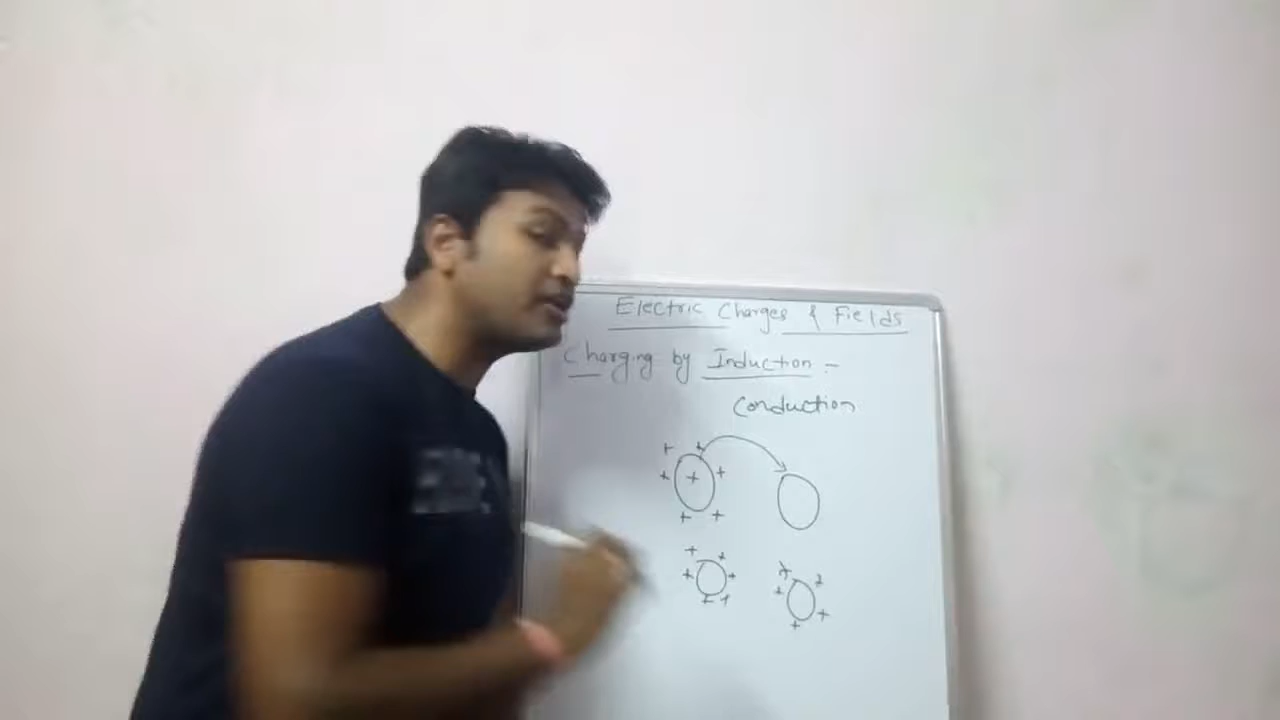 Electric Charges & Fields
Charging by Induction -
Conduction
+ +
+ + +
+ +
+ +
+ +
+ +
+ +
+ +
+